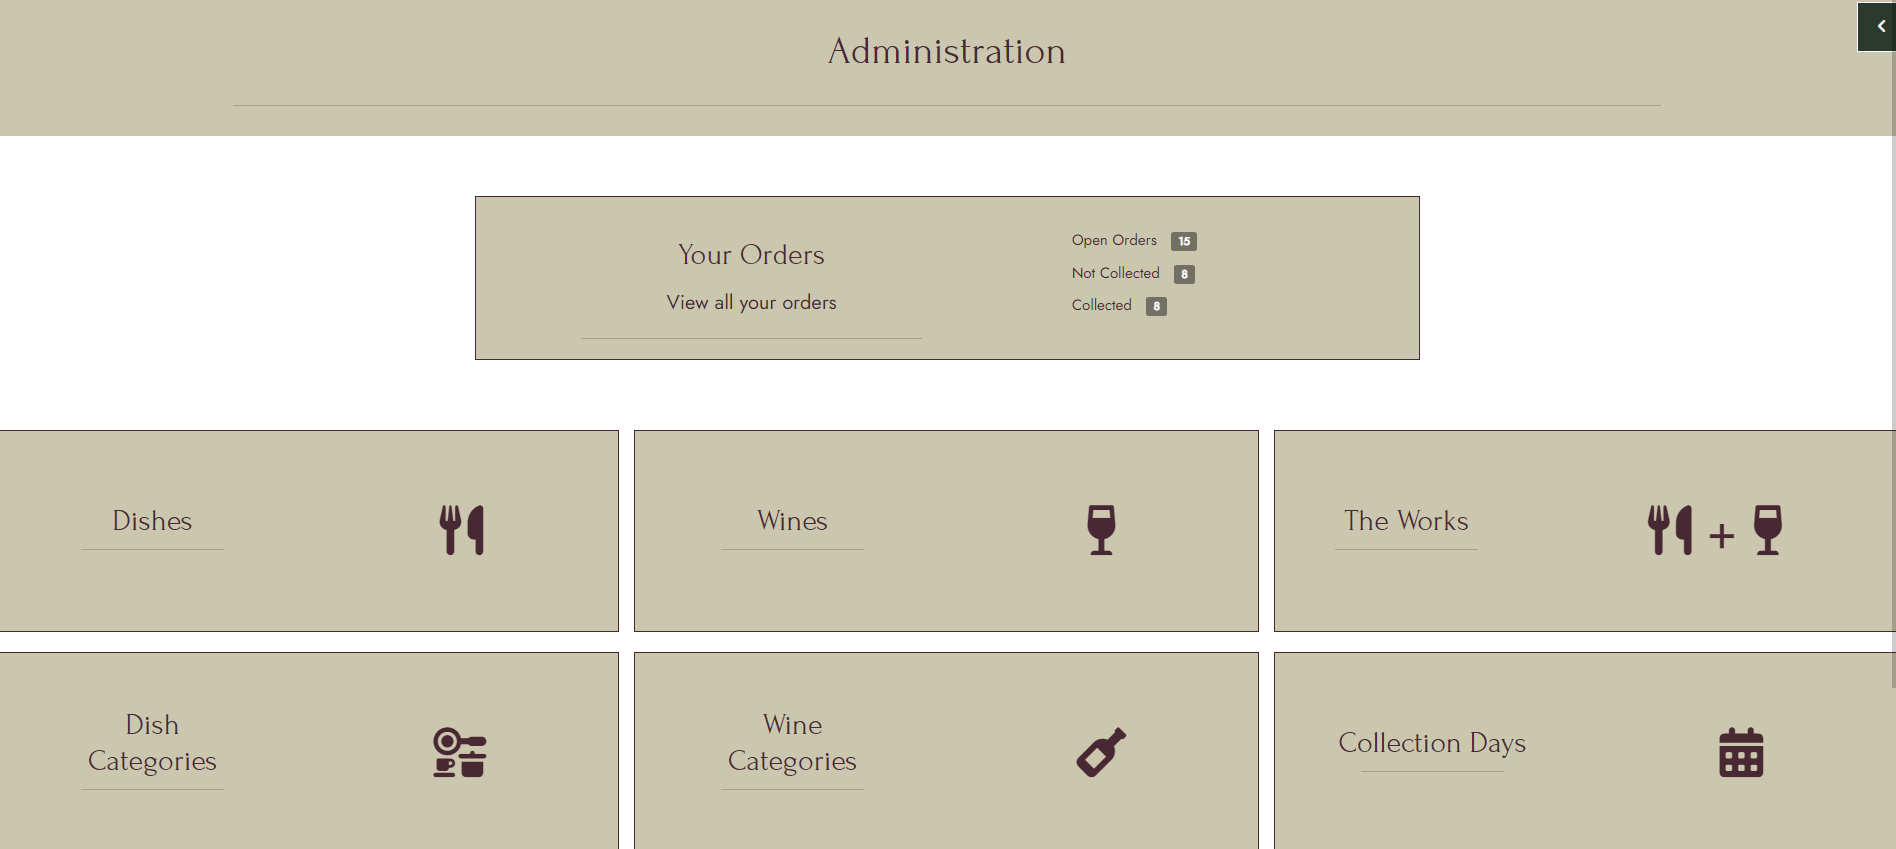 Administration
Your Orders
View all your orders
Open Orders 15
Not Collected 8
Collected 8
Dishes
Wines
The Works
+
Dish
Categories
Wine
Categories
Collection Days